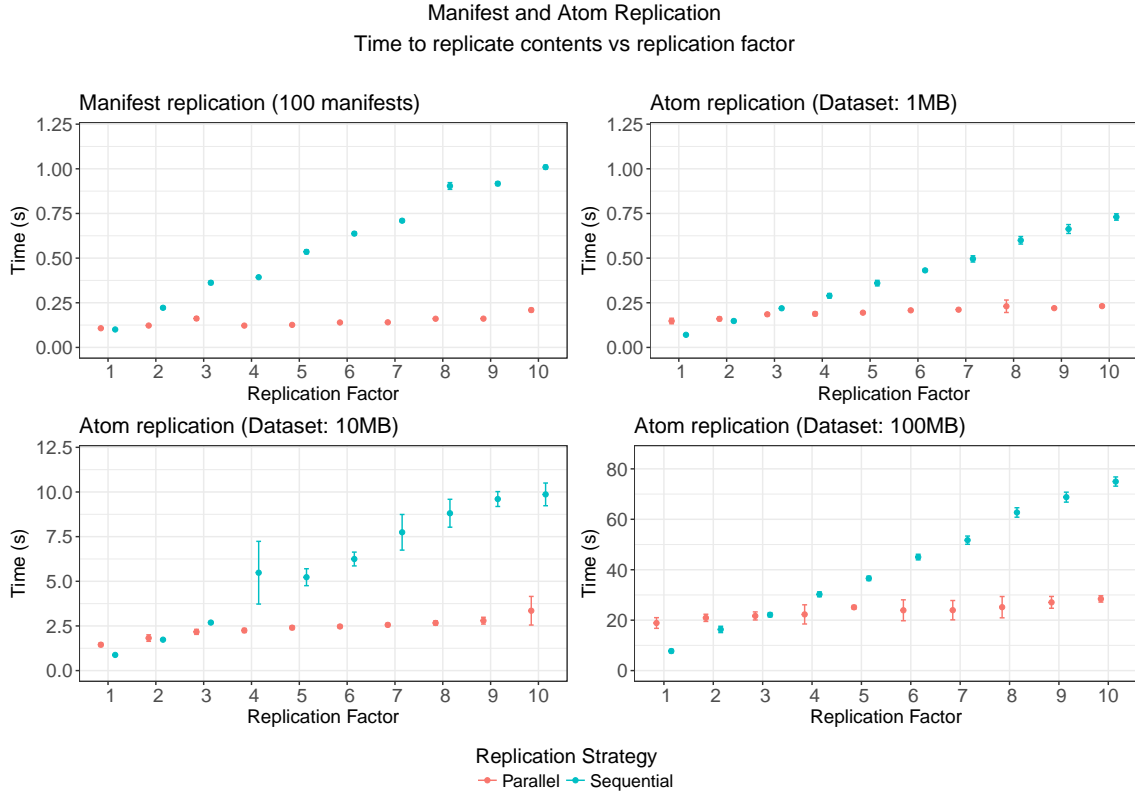 Manifest and Atom Replication
Time to replicate contents vs replication factor
Manifest replication (100 manifests)
1.25
1.00
0.75
0.50
0.25
0.00
Time (s)
1 2 3 4 5 6 7 8 9 10
Replication Factor
Atom replication (Dataset: 1MB)
1.25
1.00
0.75
0.50
0.25
0.00
Time (s)
1 2 3 4 5 6 7 8 9 10
Replication Factor
Atom replication (Dataset: 10MB)
12.5
10.0
7.5
5.0
2.5
0.0
Time (s)
1 2 3 4 5 6 7 8 9 10
Replication Factor
Atom replication (Dataset: 100MB)
80
60
40
20
0
Time (s)
1 2 3 4 5 6 7 8 9 10
Replication Factor
Replication Strategy
Parallel Sequential